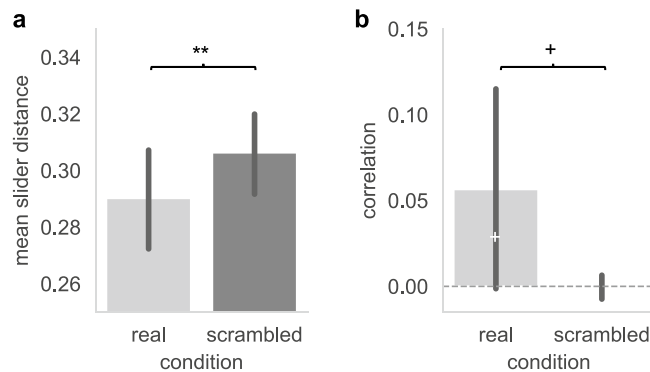 a
**
0.34
0.32
0.30
0.28
0.26
mean slider distance
real scrambled
condition
b
+
0.15
0.10
0.05
0.00
correlation
+
real scrambled
condition